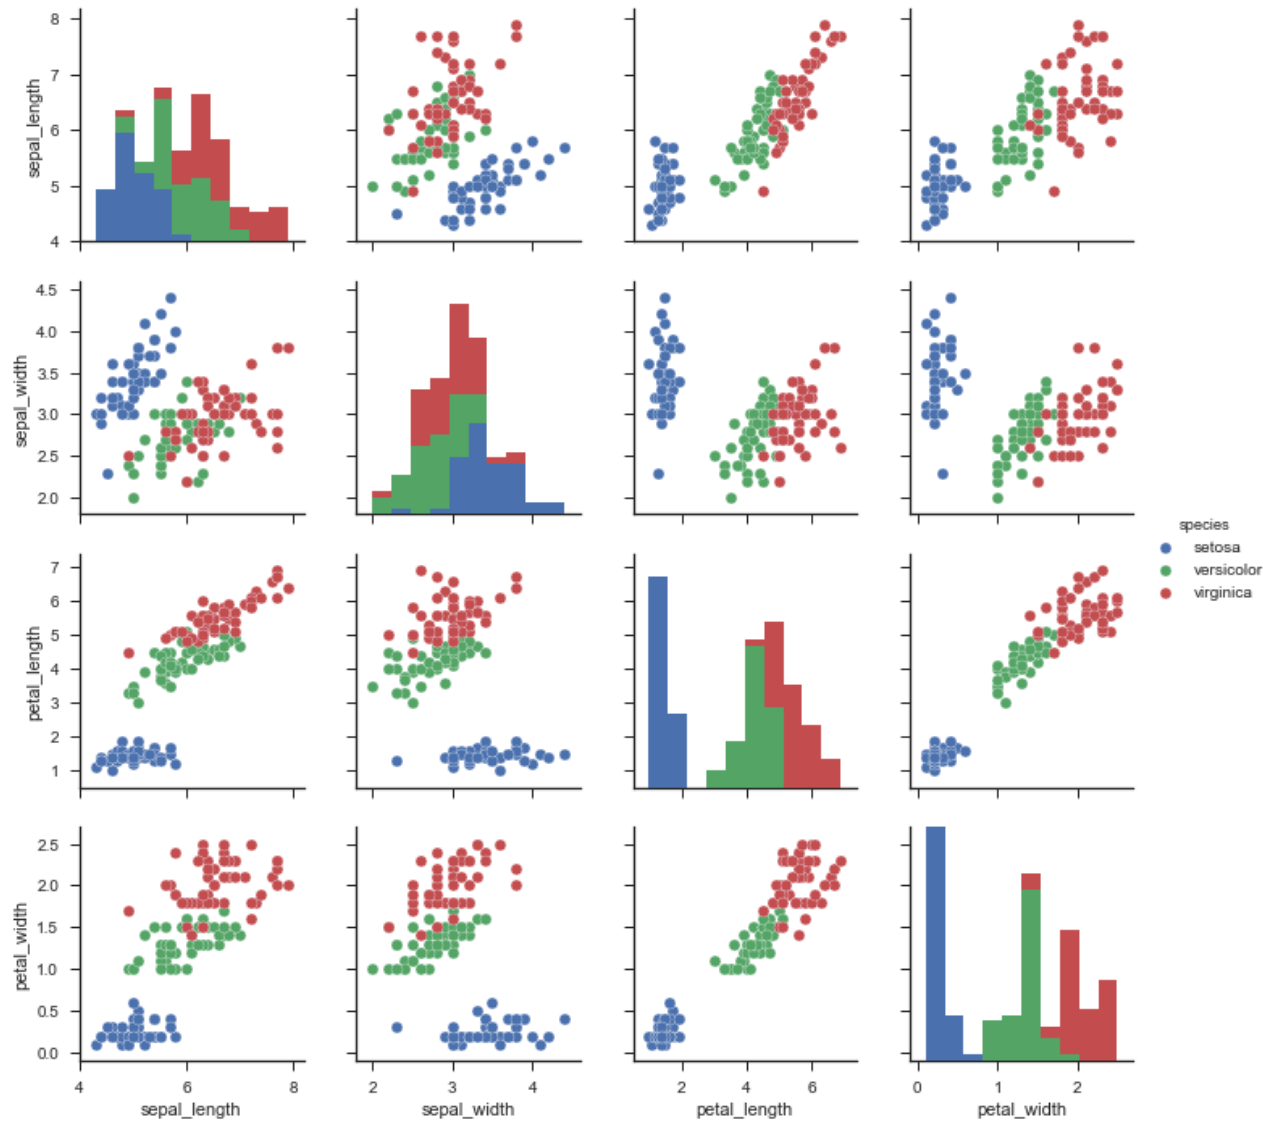 8
7
6
5
4
sepal_length
4.5
4.0
3.5
3.0
2.5
2.0
sepal_width
species
setosa
versicolor
virginica
7
6
5
4
3
2
1
petal_length
2.5
2.0
1.5
1.0
0.5
0.0
petal_width
4 6 8 2 3 4 2 4 6 0 1 2
sepal_length sepal_width petal_length petal_width